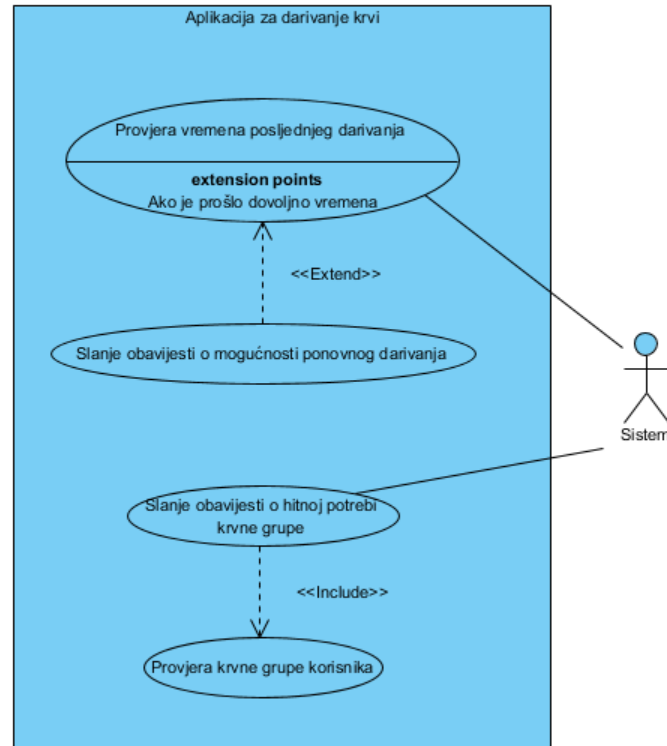 Aplikacija za darivanje krvi
Provjera vremena posljednjeg darivanja
extension points
Ako je prošlo dovoljno vremena
<<Extend>>
Slanje obavijesti o mogućnosti ponovnog darivanja
Sistem
Slanje obavijesti o hitnoj potrebi
krvne grupe
<<Include>>
Provjera krvne grupe korisnika